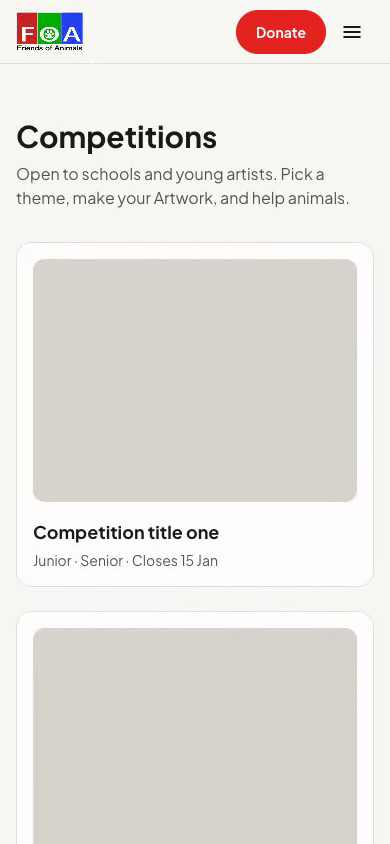 FOA
Friends of Animals
Donate
Competitions
Open to schools and young artists. Pick a
theme, make your Artwork, and help animals.
Competition title one
Junior · Senior · Closes 15 Jan